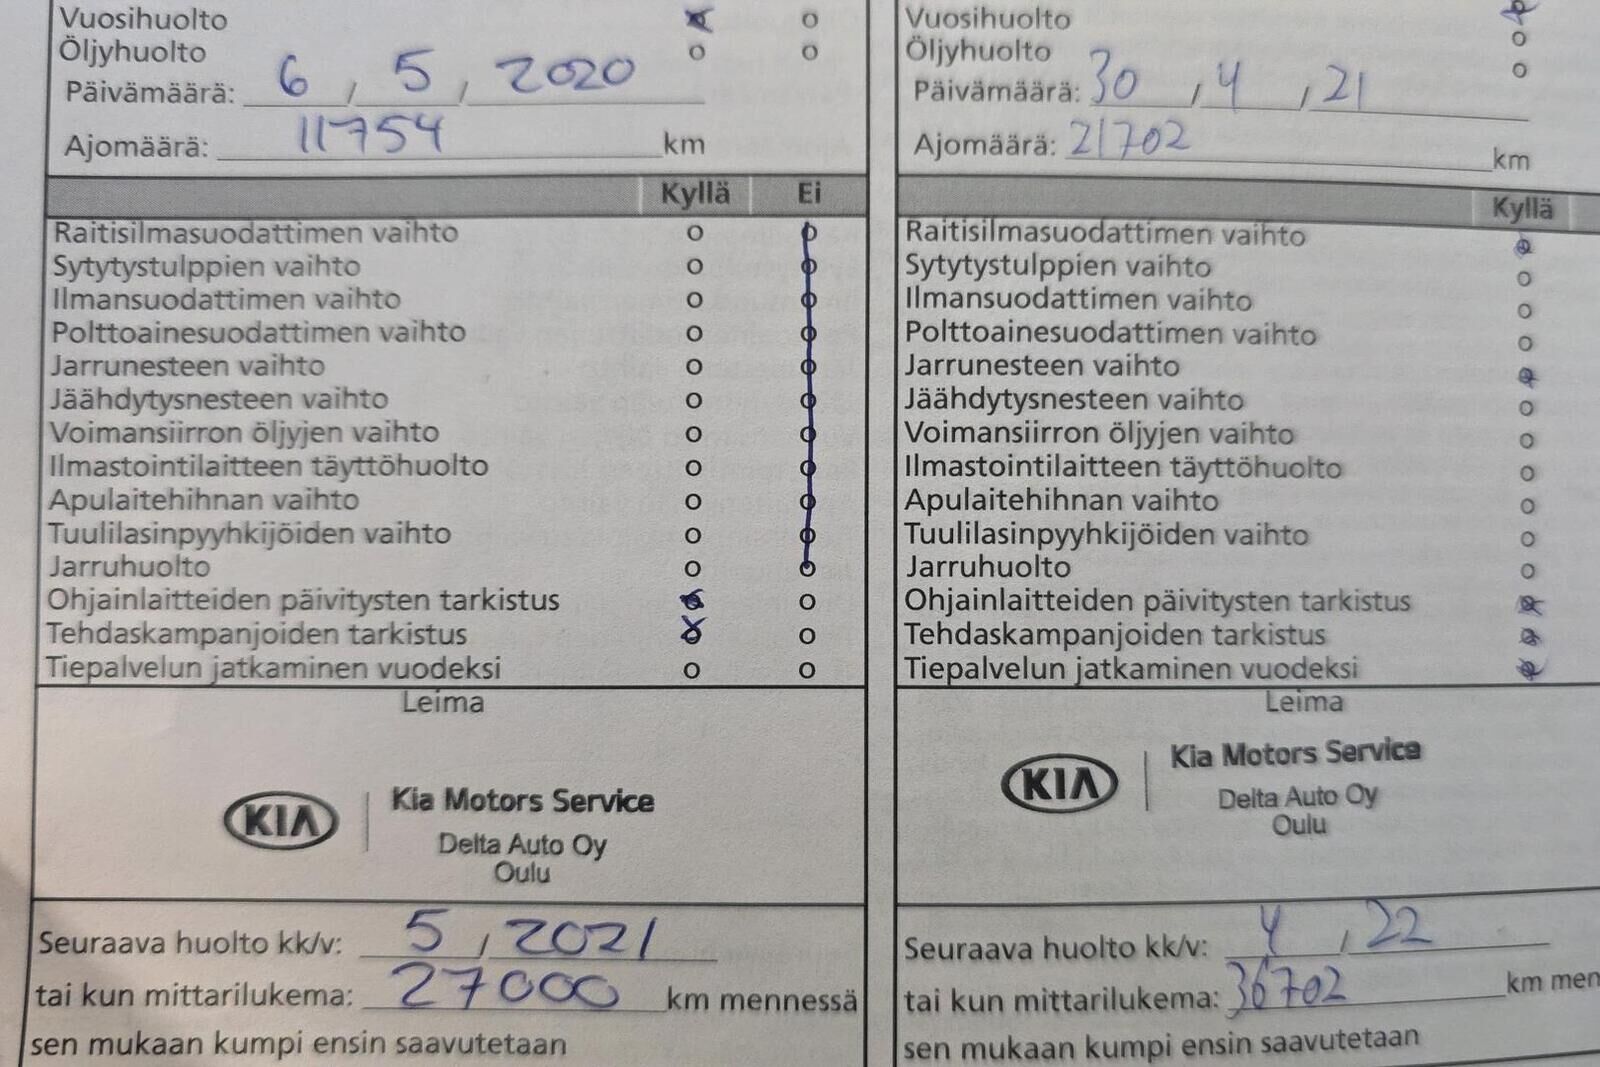 Vuosihuolto o
Öljyhuolto o o
Päivämäärä: 6 / 5 / 2020
Ajomäärä: 11754 km
Kyllä Ei
Raitisilmasuodattimen vaihto o o
Sytytystulppien vaihto o o
Ilmansuodattimen vaihto o o
Polttoainesuodattimen vaihto o o
Jarrunesteen vaihto o o
Jäähdytysnesteen vaihto o o
Voimansiirron öljyjen vaihto o o
Ilmastointilaitteen täyttöhuolto o o
Apulaitehihnan vaihto o o
Tuulilasinpyyhkijöiden vaihto o o
Jarruhuolto o o
Ohjainlaitteiden päivitysten tarkistus o o
Tehdaskampanjoiden tarkistus o o
Tiepalvelun jatkaminen vuodeksi o o
Leima
KIA Kia Motors Service
Delta Auto Oy
Oulu
Seuraava huolto kk/v: 5 / 2021
tai kun mittarilukema: 27000 km mennessä
sen mukaan kumpi ensin saavutetaan
Vuosihuolto
Öljyhuolto o
Päivämäärä: 30 / 4 / 21
Ajomäärä: 21702 km
Kyllä
Raitisilmasuodattimen vaihto o
Sytytystulppien vaihto o
Ilmansuodattimen vaihto o
Polttoainesuodattimen vaihto o
Jarrunesteen vaihto o
Jäähdytysnesteen vaihto o
Voimansiirron öljyjen vaihto o
Ilmastointilaitteen täyttöhuolto o
Apulaitehihnan vaihto o
Tuulilasinpyyhkijöiden vaihto o
Jarruhuolto o
Ohjainlaitteiden päivitysten tarkistus o
Tehdaskampanjoiden tarkistus o
Tiepalvelun jatkaminen vuodeksi o
Leima
KIA Kia Motors Service
Delta Auto Oy
Oulu
Seuraava huolto kk/v: 4 / 22
tai kun mittarilukema: 36702 km men
sen mukaan kumpi ensin saavutetaan